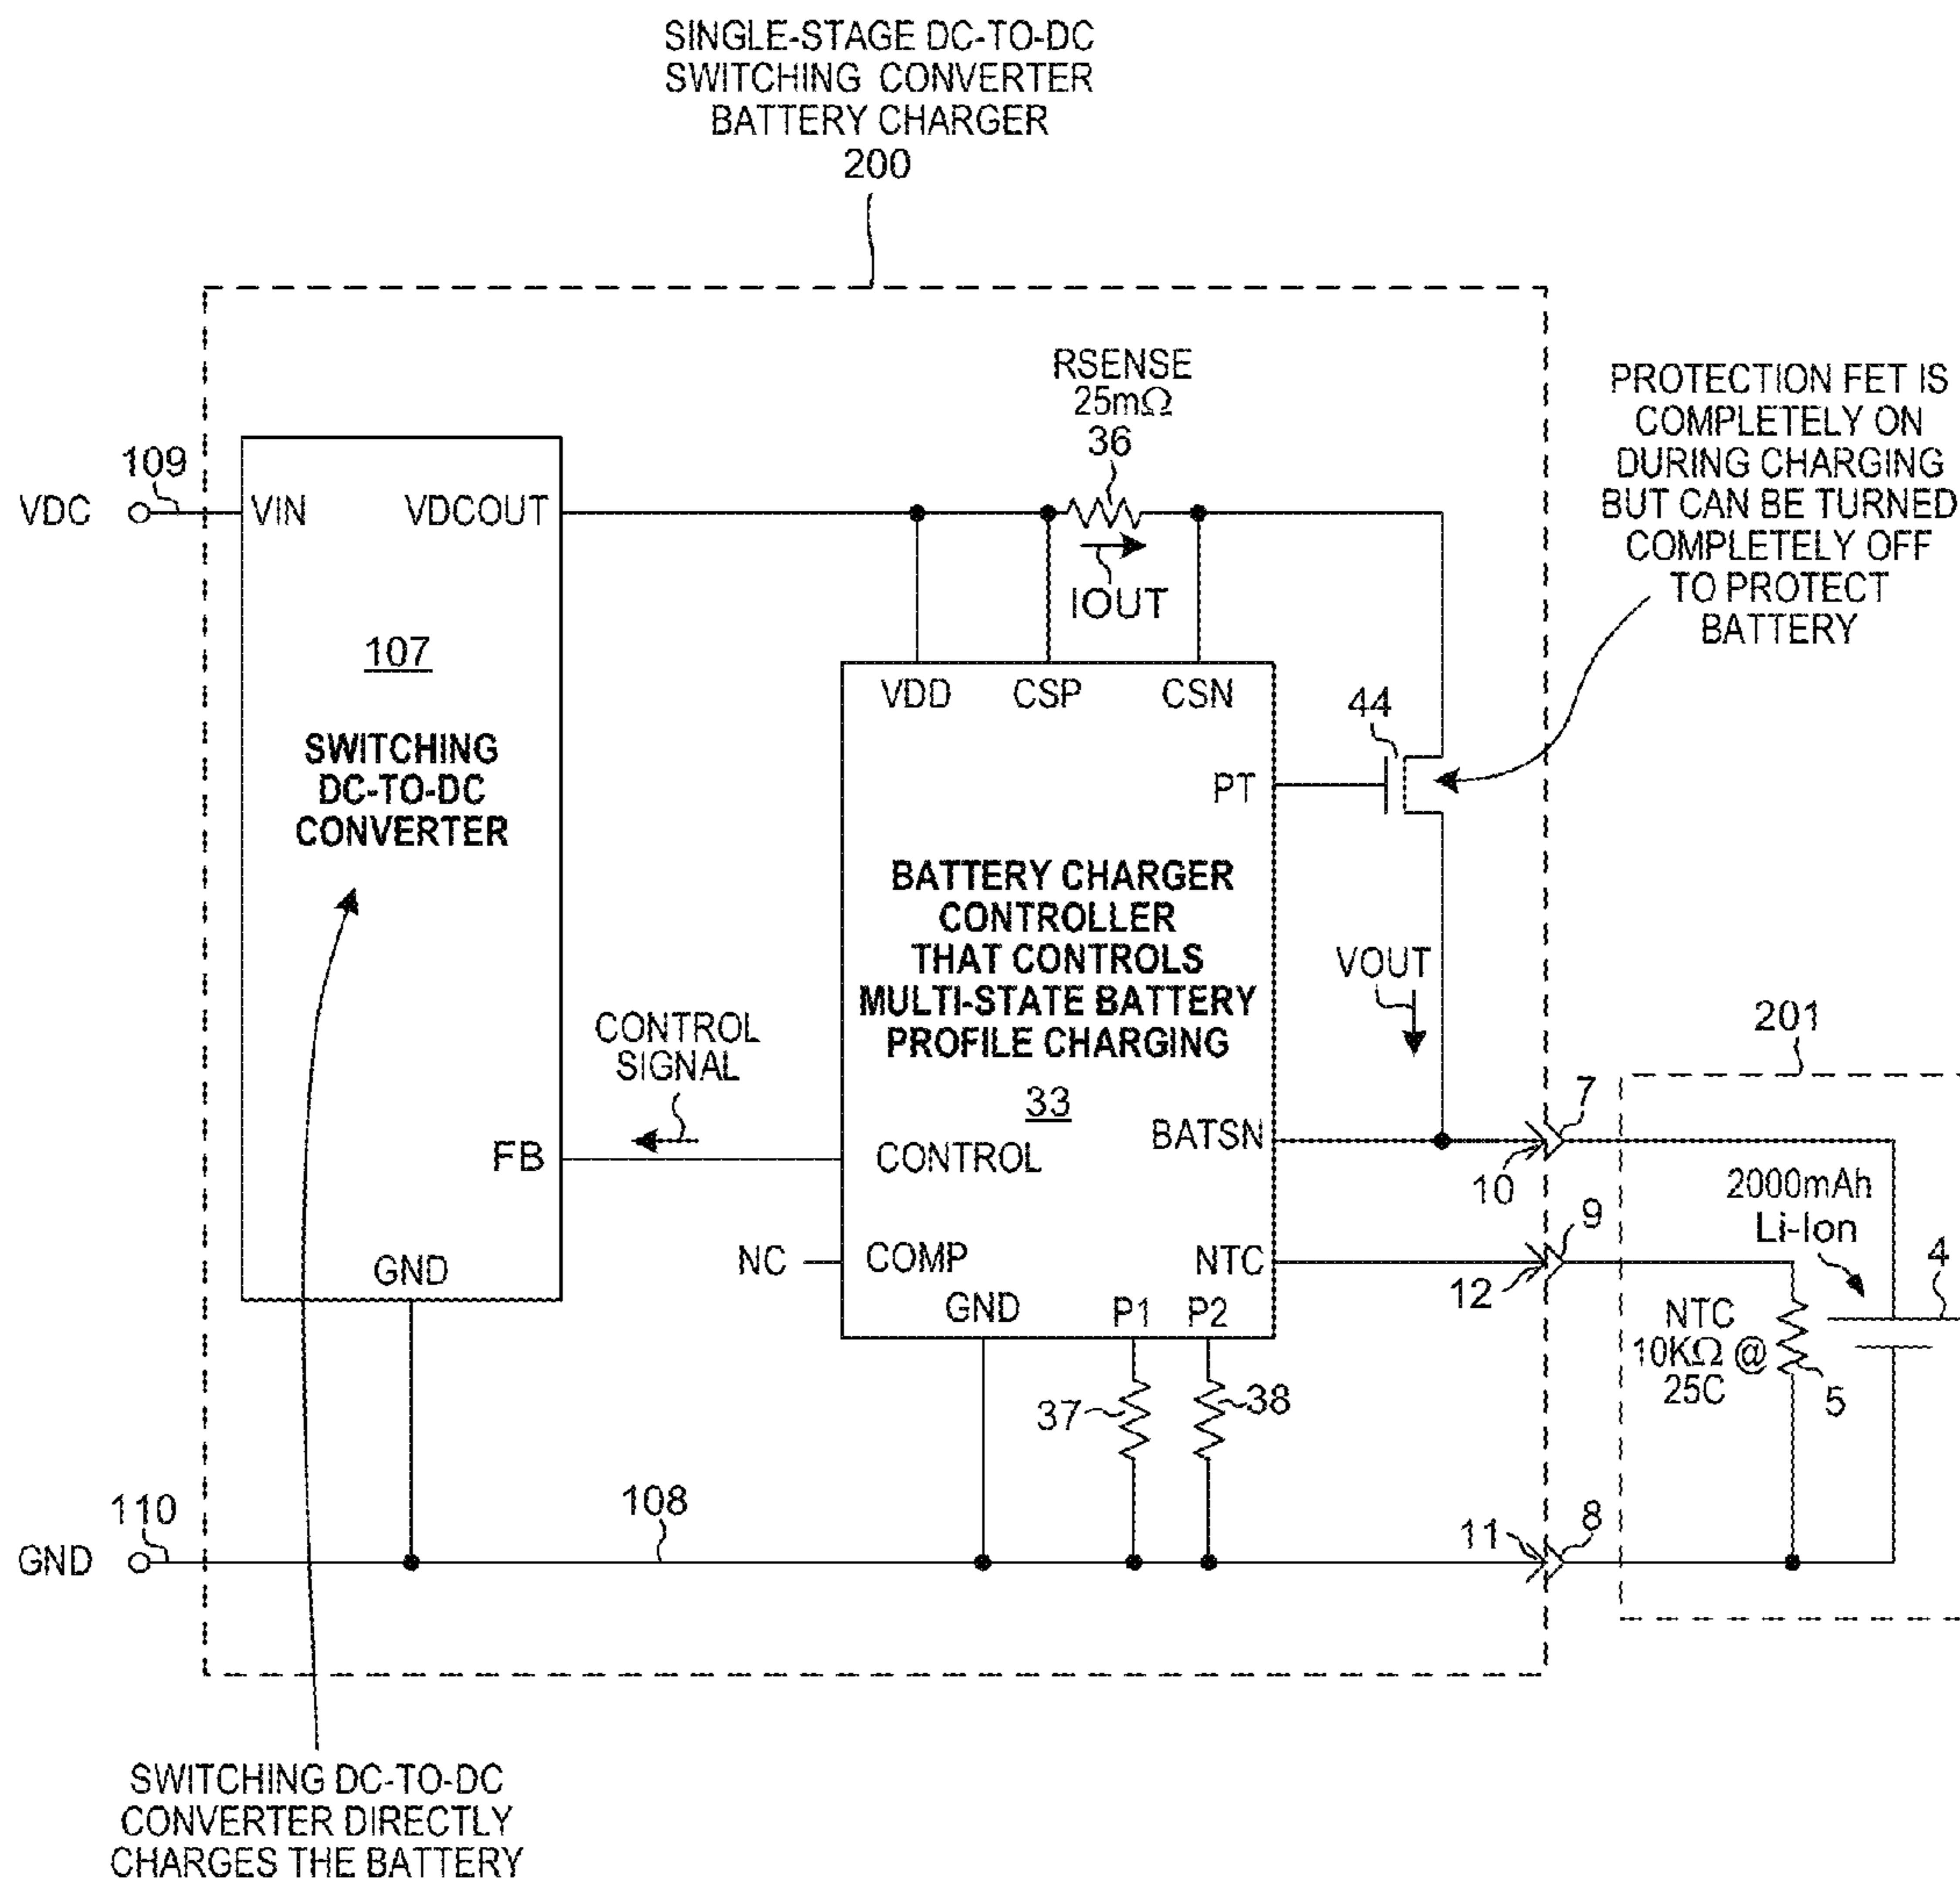 SINGLE-STAGE DC-TO-DC
SWITCHING CONVERTER
BATTERY CHARGER
200
RSENSE
25mΩ
36
IOUT
PROTECTION FET IS
COMPLETELY ON
DURING CHARGING
BUT CAN BE TURNED
COMPLETELY OFF
TO PROTECT
BATTERY
109
VDC
VIN
VDCOUT
107
SWITCHING
DC-TO-DC
CONVERTER
FB
GND
VDD
CSP
CSN
PT
44
BATTERY CHARGER
CONTROLLER
THAT CONTROLS
MULTI-STATE BATTERY
PROFILE CHARGING
33
VOUT
CONTROL
SIGNAL
CONTROL
BATSN
NC
COMP
NTC
GND
P1
P2
37
38
10
7
12
9
11
8
201
2000mAh
Li-Ion
4
NTC
10KΩ @
25C
5
110
GND
108
SWITCHING DC-TO-DC
CONVERTER DIRECTLY
CHARGES THE BATTERY